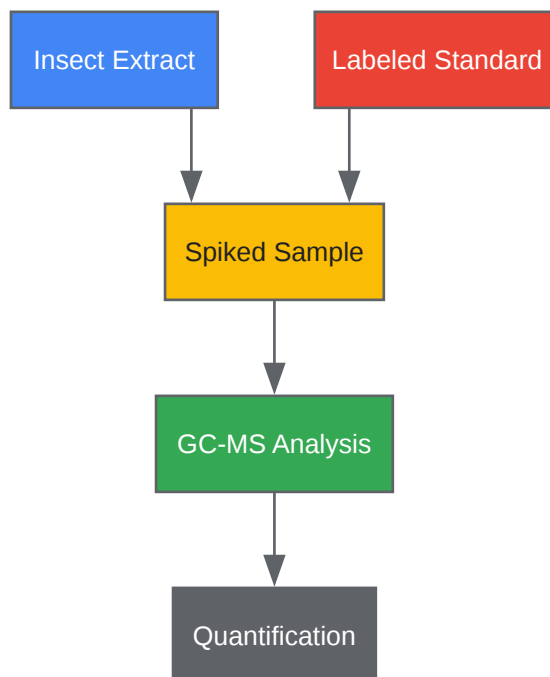 Insect Extract
Labeled Standard
Spiked Sample
GC-MS Analysis
Quantification